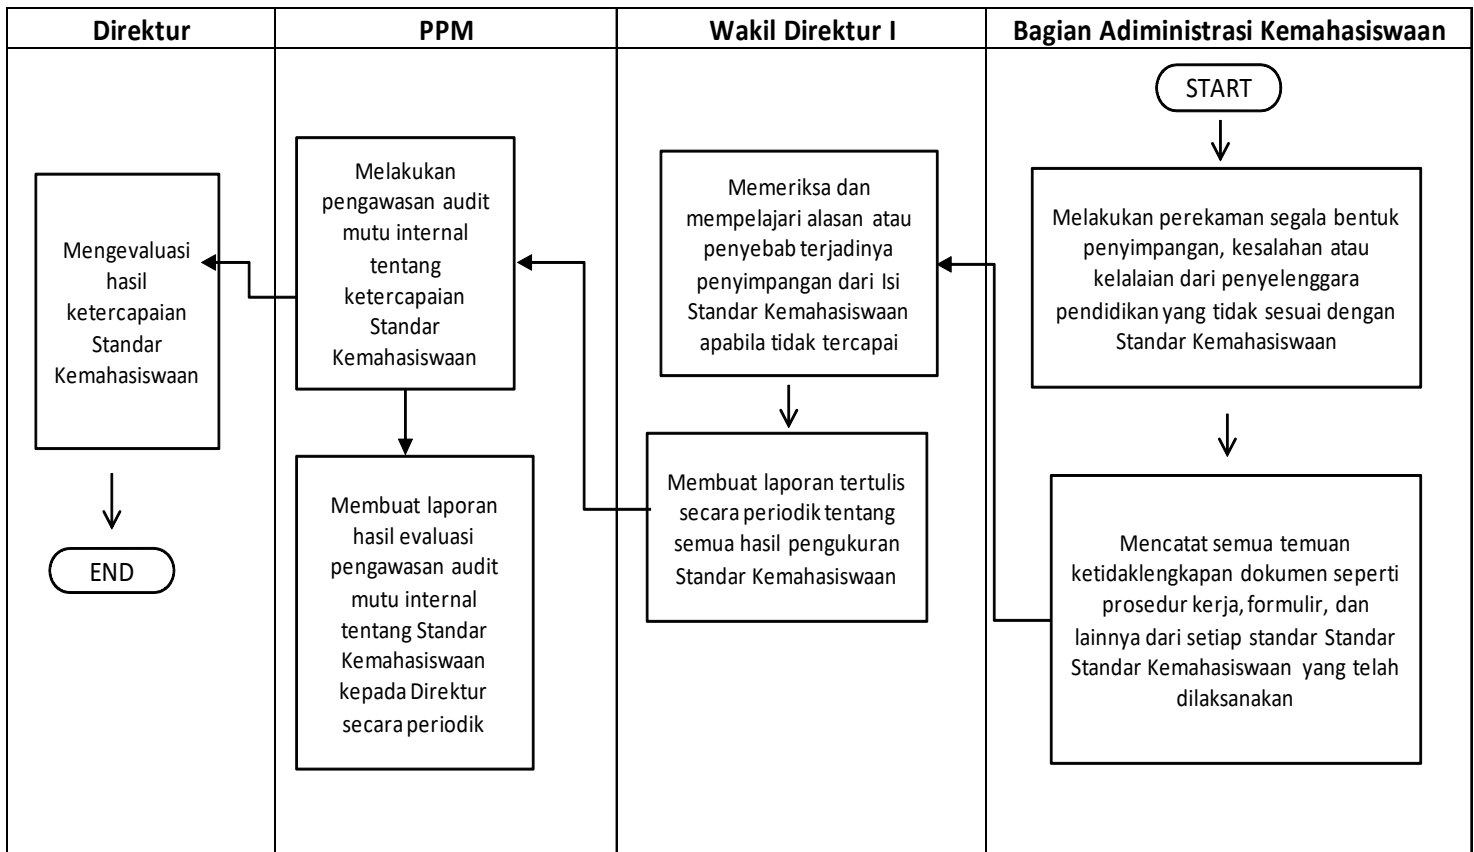 Direktur
PPM
Wakil Direktur I
Bagian Adiministrasi Kemahasiswaan
START
Melakukan perekaman segala bentuk
penyimpangan, kesalahan atau
kelalaian dari penyelenggara
pendidikan yang tidak sesuai dengan
Standar Kemahasiswaan
Mencatat semua temuan
ketidaklengkapan dokumen seperti
prosedur kerja, formulir, dan
lainnya dari setiap standar Standar
Standar Kemahasiswaan yang telah
dilaksanakan
Memeriksa dan
mempelajari alasan atau
penyebab terjadinya
penyimpangan dari Isi
Standar Kemahasiswaan
apabila tidak tercapai
Membuat laporan tertulis
secara periodik tentang
semua hasil pengukuran
Standar Kemahasiswaan
Melakukan
pengawasan audit
mutu internal
tentang
ketercapaian
Standar
Kemahasiswaan
Membuat laporan
hasil evaluasi
pengawasan audit
mutu internal
tentang Standar
Kemahasiswaan
kepada Direktur
secara periodik
Mengevaluasi
hasil
ketercapaian
Standar
Kemahasiswaan
END